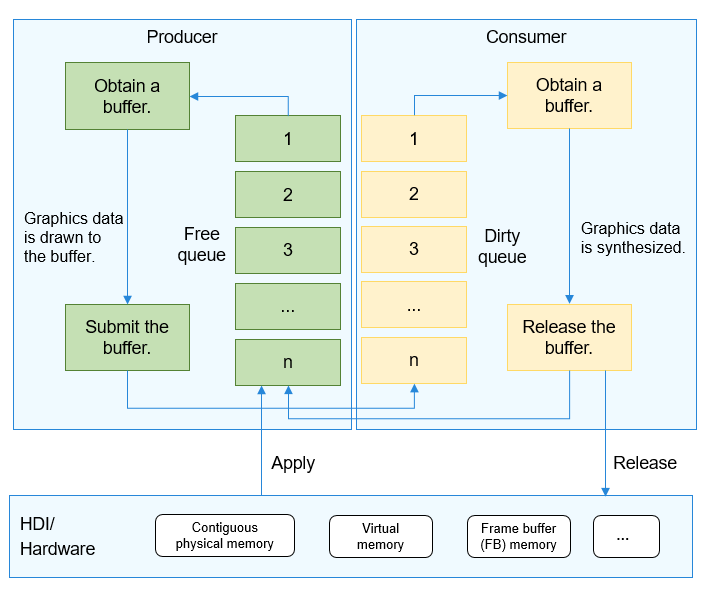 Producer
Consumer
Obtain a
buffer.
Obtain a
buffer.
1
1
2
2
Graphics data
is drawn to
the buffer.
Free
queue
3
3
Dirty
queue
Graphics data
is synthesized.
...
...
Submit the
buffer.
Release the
buffer.
n
n
Apply
Release
HDI/
Hardware
Contiguous
physical memory
Virtual
memory
Frame buffer
(FB) memory
...